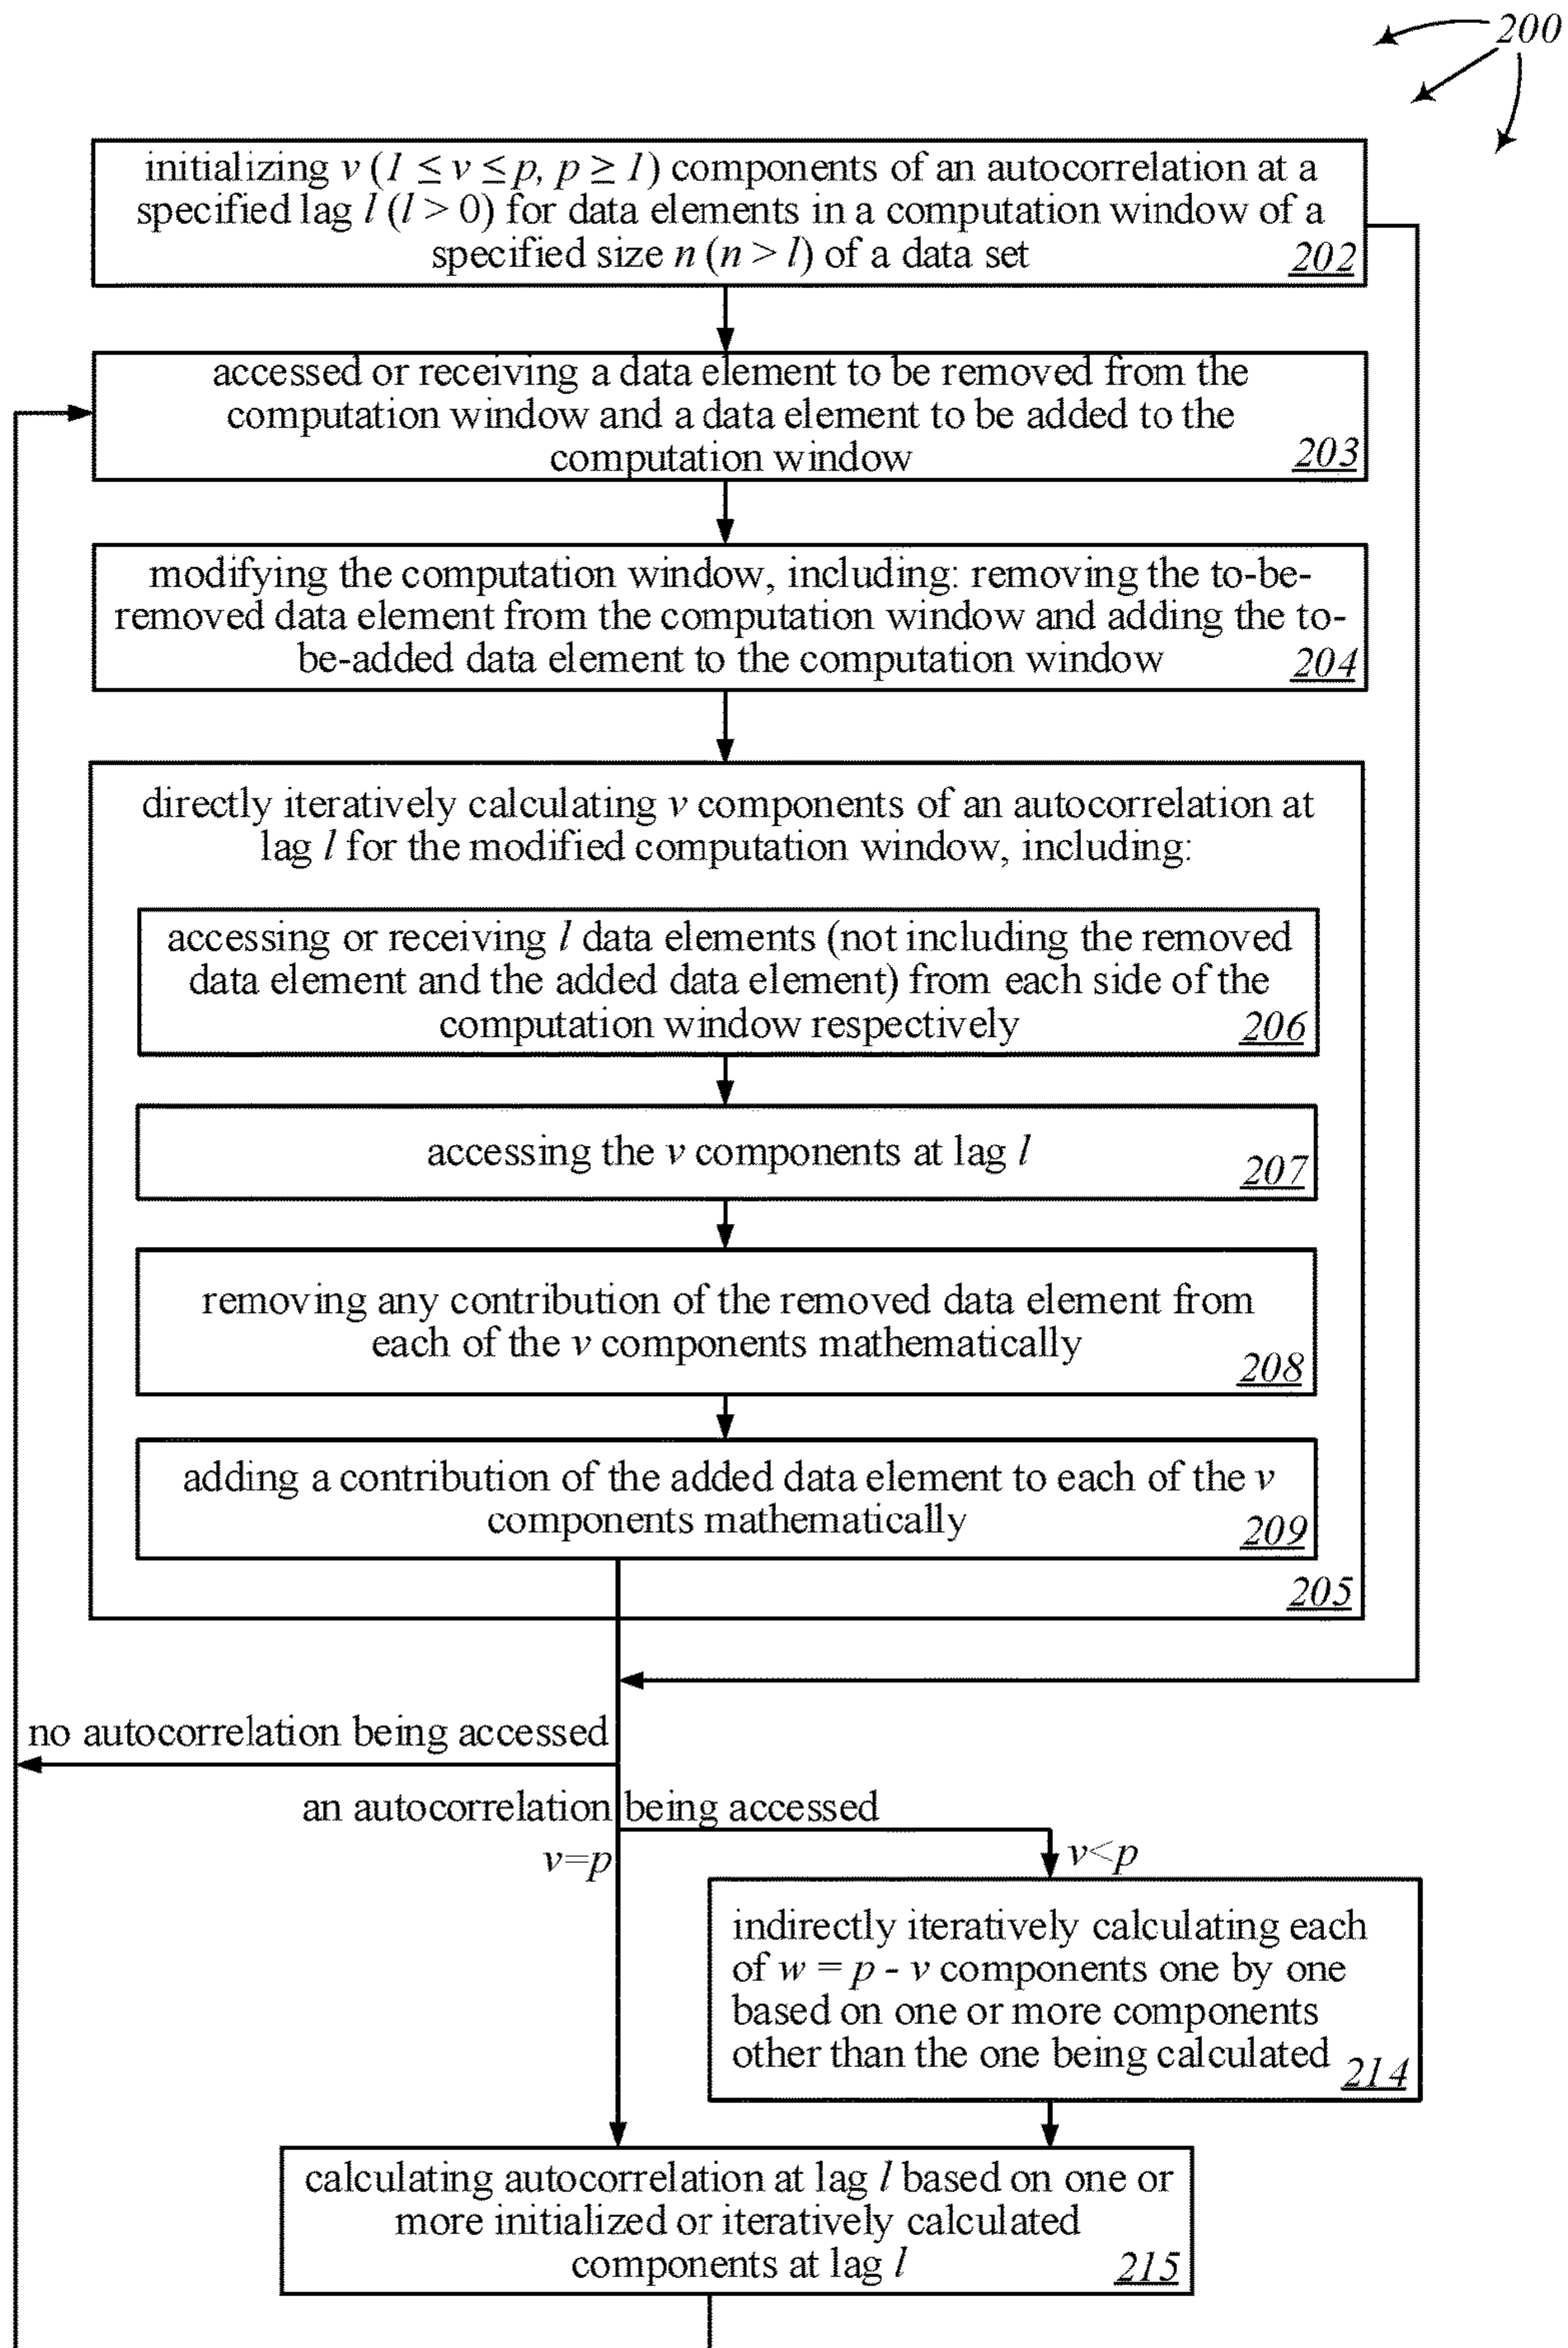 200
initializing v (1 ≤ v ≤ p, p ≥ 1) components of an autocorrelation at a
specified lag l (l > 0) for data elements in a computation window of a
specified size n (n > l) of a data set
202
accessed or receiving a data element to be removed from the
computation window and a data element to be added to the
computation window
203
modifying the computation window, including: removing the to-be-
removed data element from the computation window and adding the to-
be-added data element to the computation window
204
directly iteratively calculating v components of an autocorrelation at
lag l for the modified computation window, including:
accessing or receiving l data elements (not including the removed
data element and the added data element) from each side of the
computation window respectively
206
accessing the v components at lag l
207
removing any contribution of the removed data element from
each of the v components mathematically
208
adding a contribution of the added data element to each of the v
components mathematically
209
205
no autocorrelation being accessed
an autocorrelation being accessed
v=p
v<p
indirectly iteratively calculating each
of w = p - v components one by one
based on one or more components
other than the one being calculated
214
calculating autocorrelation at lag l based on one or
more initialized or iteratively calculated
components at lag l
215